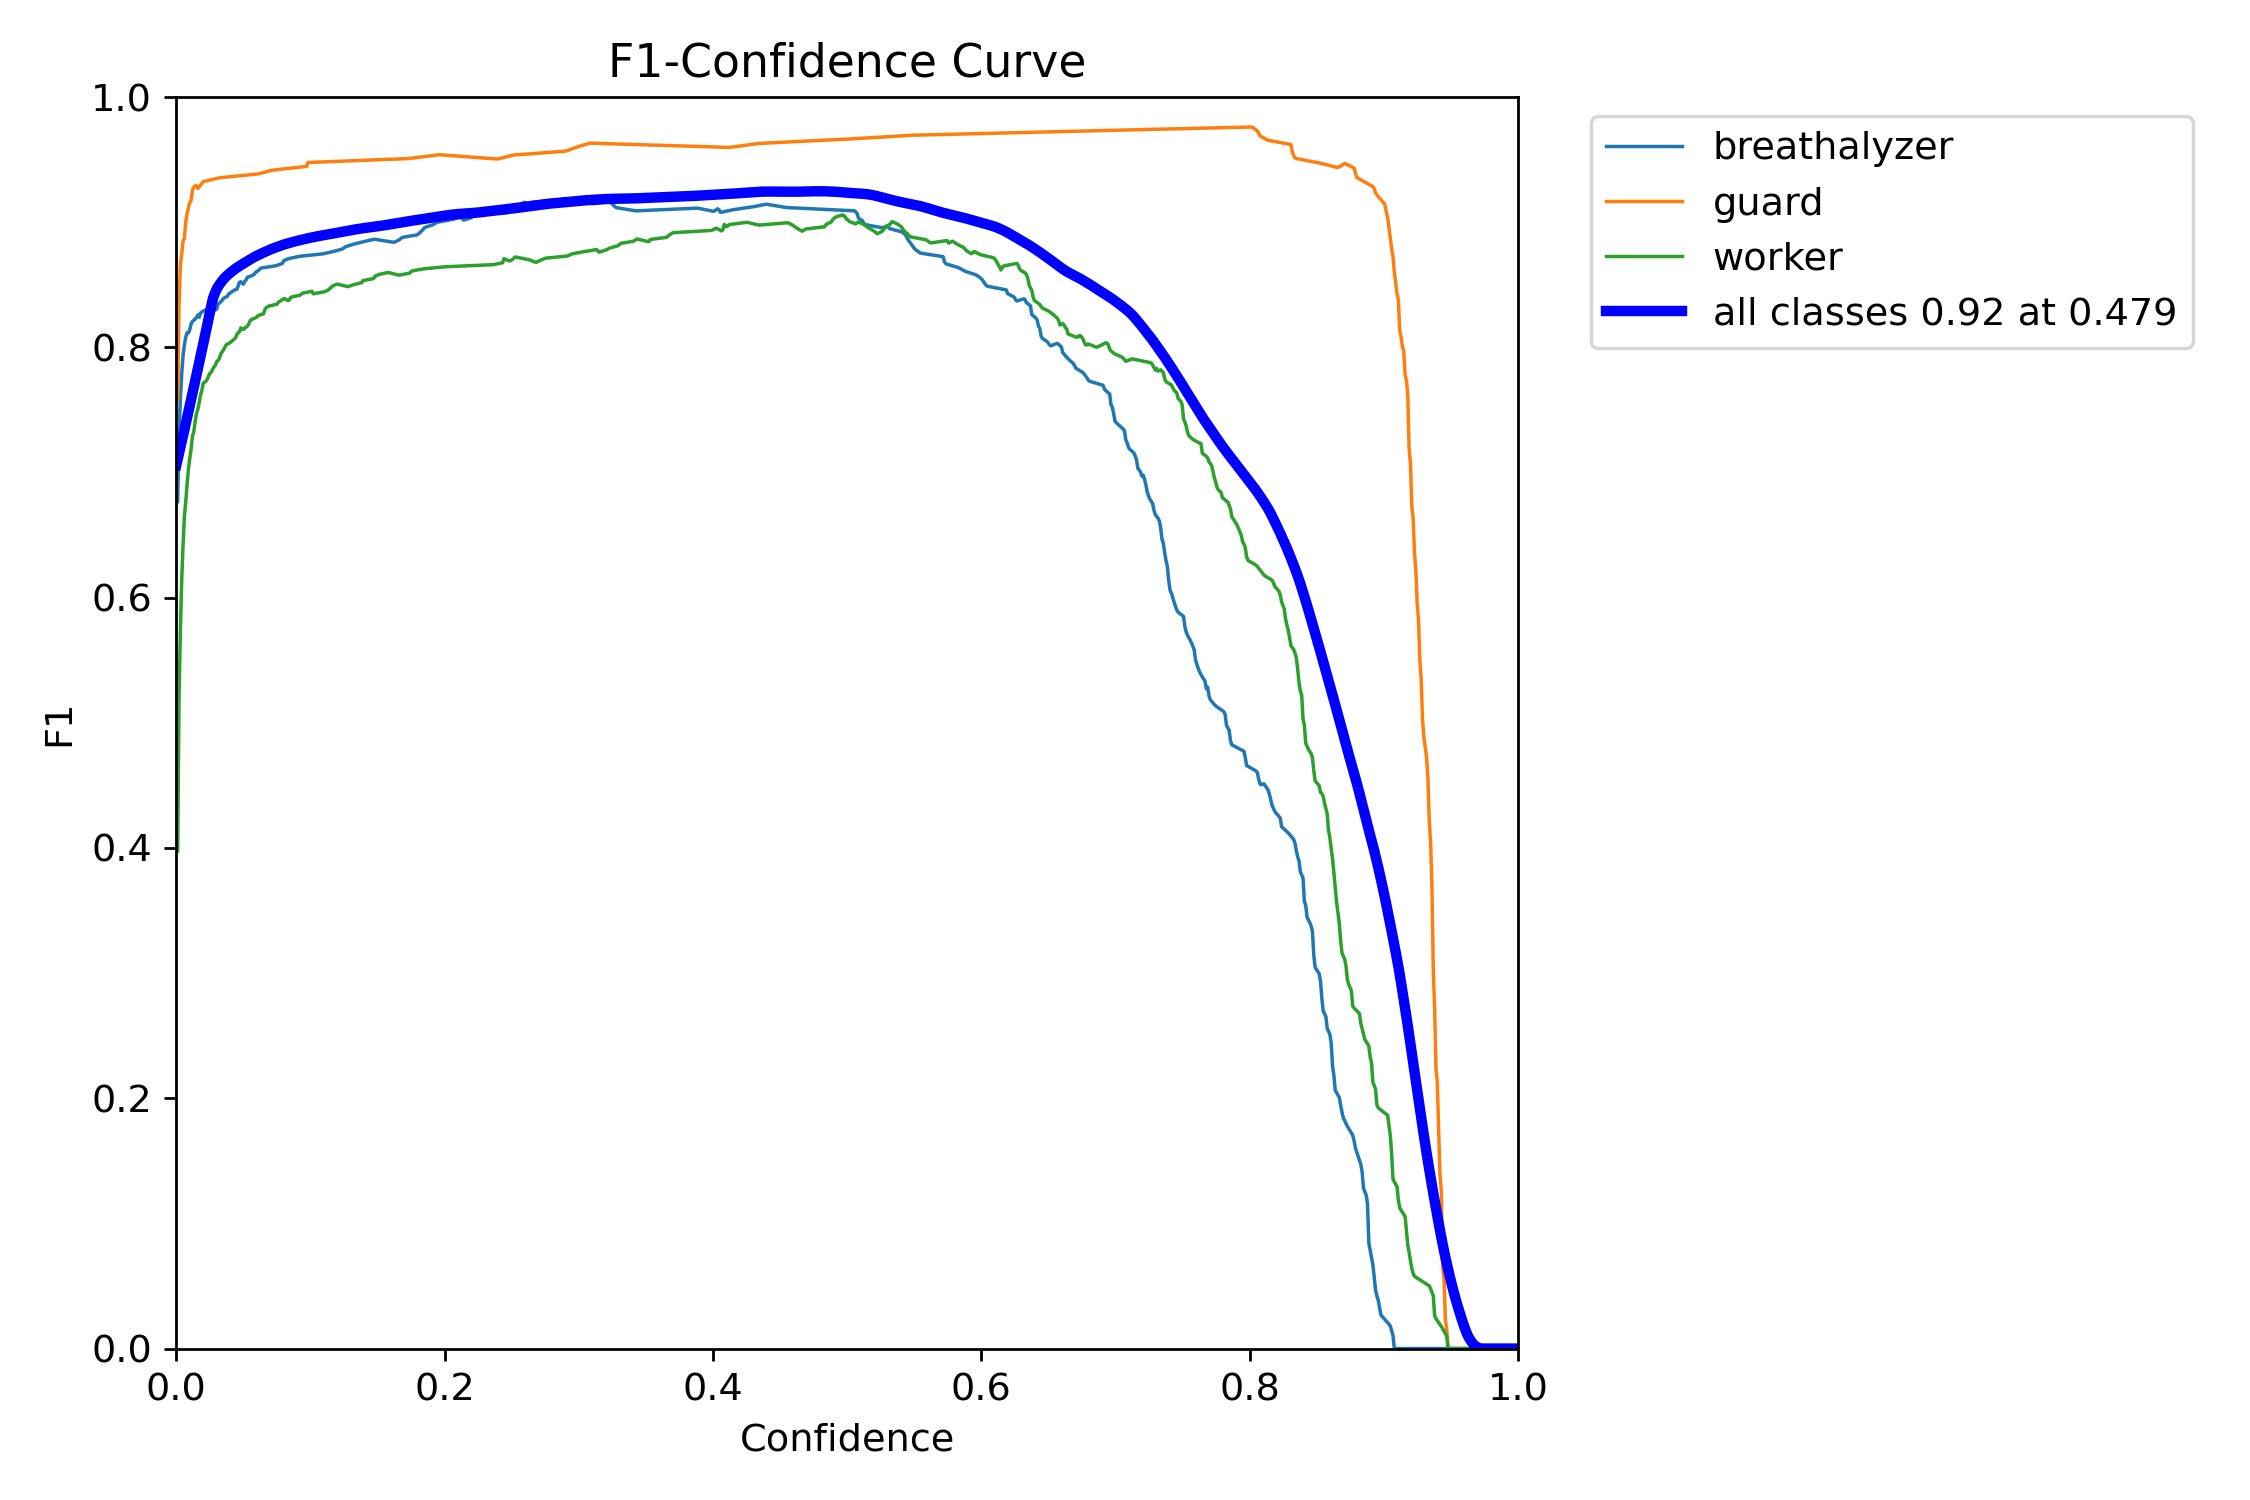 F1-Confidence Curve
1.0
0.8
0.6
0.4
0.2
0.0
F1
0.0 0.2 0.4 0.6 0.8 1.0
Confidence
breathalyzer
guard
worker
all classes 0.92 at 0.479